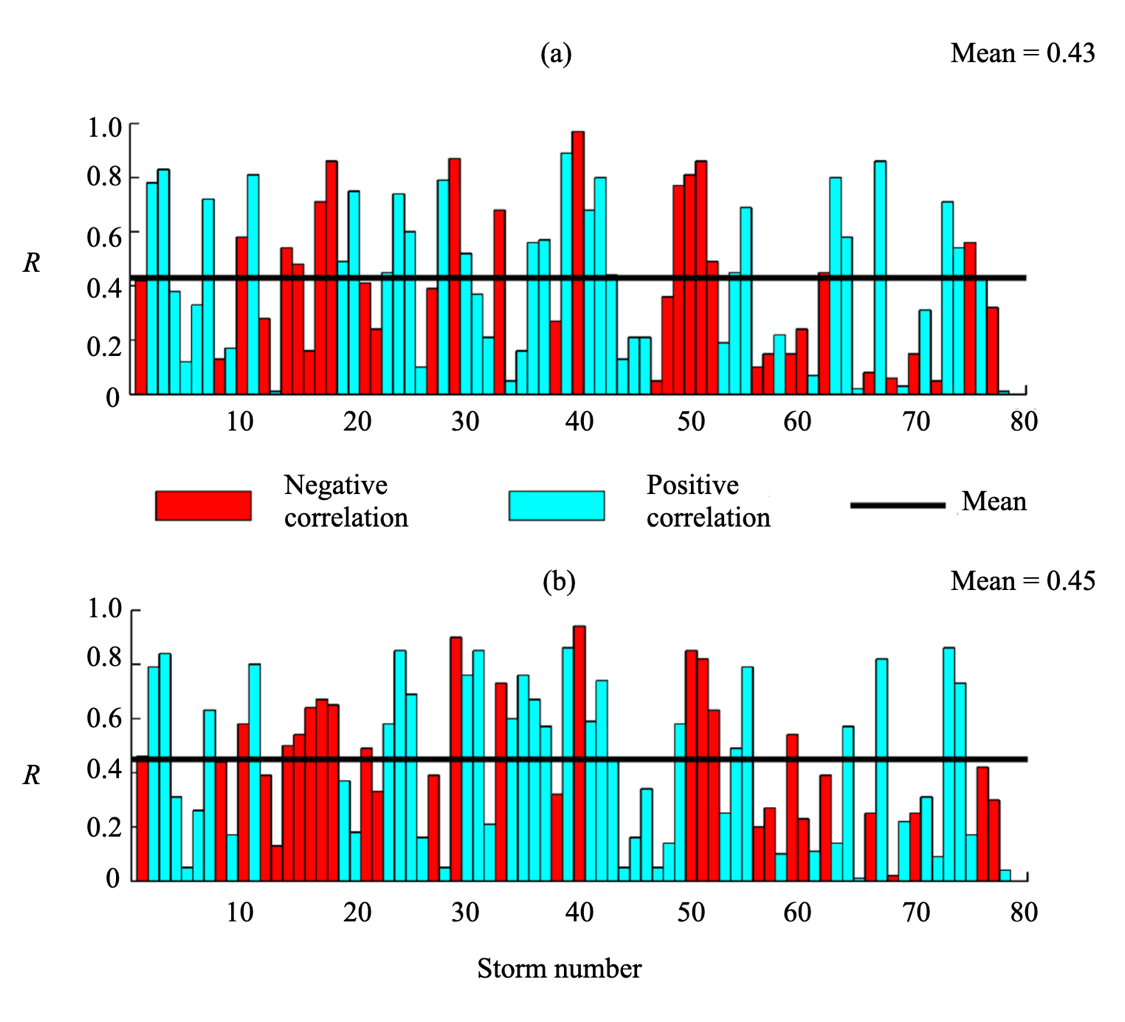 (a)
Mean = 0.43
1.0
0.8
0.6
R
0.4
0.2
0
10 20 30 40 50 60 70 80
Negative
correlation
Positive
correlation
Mean
(b)
Mean = 0.45
1.0
0.8
0.6
R
0.4
0.2
0
10 20 30 40 50 60 70 80
Storm number